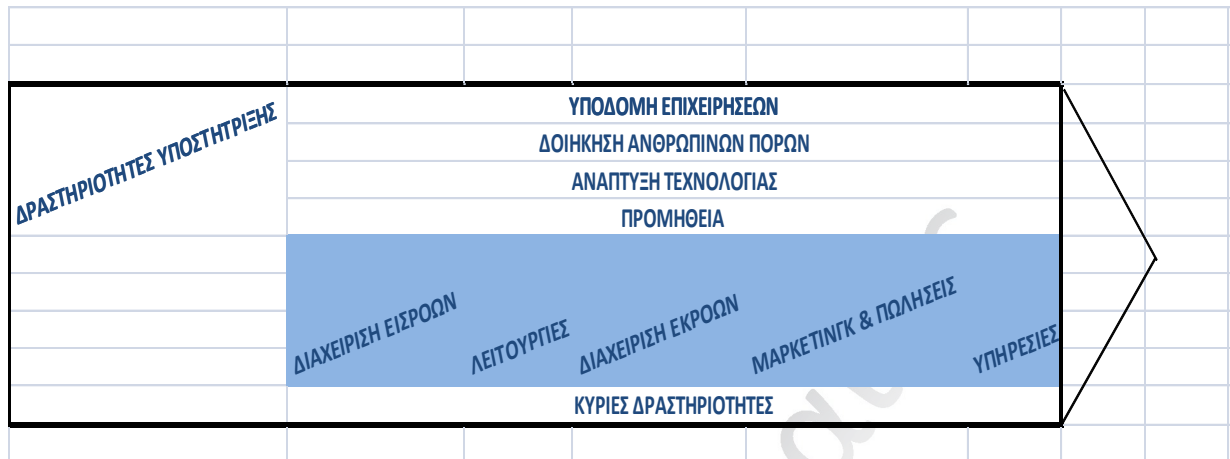 ΥΠΟΔΟΜΗ ΕΠΙΧΕΙΡΗΣΕΩΝ
ΔΡΑΣΤΗΡΙΟΤΗΤΕΣ ΥΠΟΣΤΗΤΡΙΞΗΣ
ΔΟΙΗΚΗΣΗ ΑΝΘΡΩΠΙΝΩΝ ΠΟΡΩΝ
ΑΝΑΠΤΥΞΗ ΤΕΧΝΟΛΟΓΙΑΣ
ΠΡΟΜΗΘΕΙΑ
ΔΙΑΧΕΙΡΙΣΗ ΕΙΣΡΟΩΝ
ΛΕΙΤΟΥΡΓΙΕΣ
ΔΙΑΧΕΙΡΙΣΗ ΕΚΡΟΩΝ
ΜΑΡΚΕΤΙΝΓΚ & ΠΩΛΗΣΕΙΣ
ΥΠΗΡΕΣΙΕΣ
ΚΥΡΙΕΣ ΔΡΑΣΤΗΡΙΟΤΗΤΕΣ